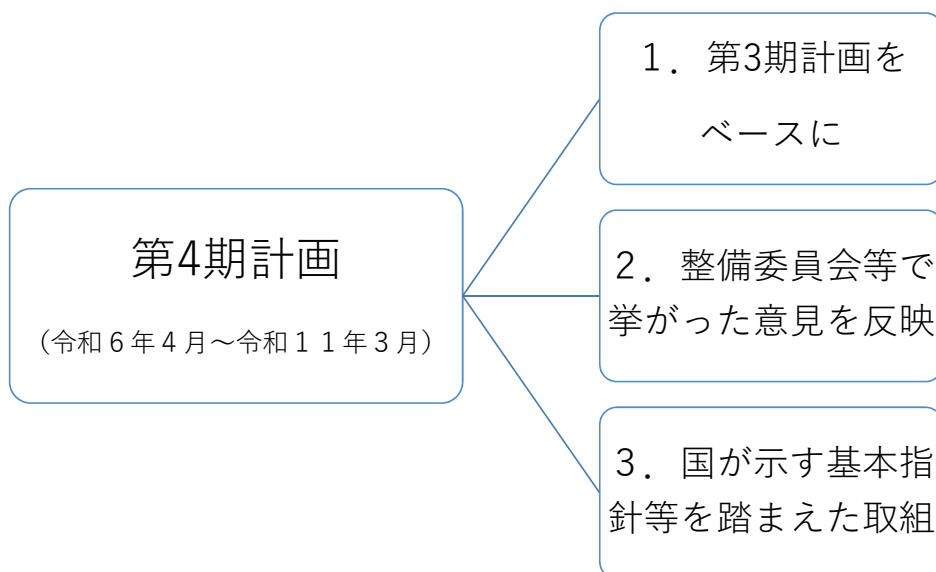 第4期計画
（令和６年４月～令和１１年３月）
１．第3期計画を
ベースに
２．整備委員会等で
挙がった意見を反映
３．国が示す基本指
針等を踏まえた取組